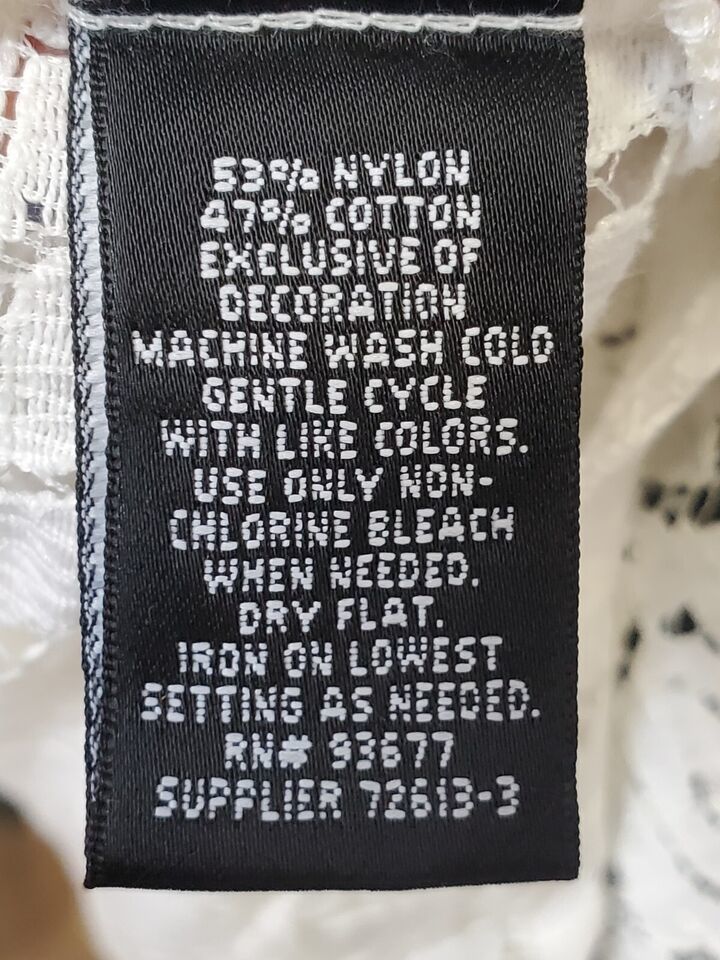 53% NYLON
47% COTTON
EXCLUSIVE OF
DECORATION
MACHINE WASH COLD
GENTLE CYCLE
WITH LIKE COLORS.
USE ONLY NON-
CHLORINE BLEACH
WHEN NEEDED.
DRY FLAT.
IRON ON LOWEST
SETTING AS NEEDED.
RN# 93677
SUPPLIER 72613-3